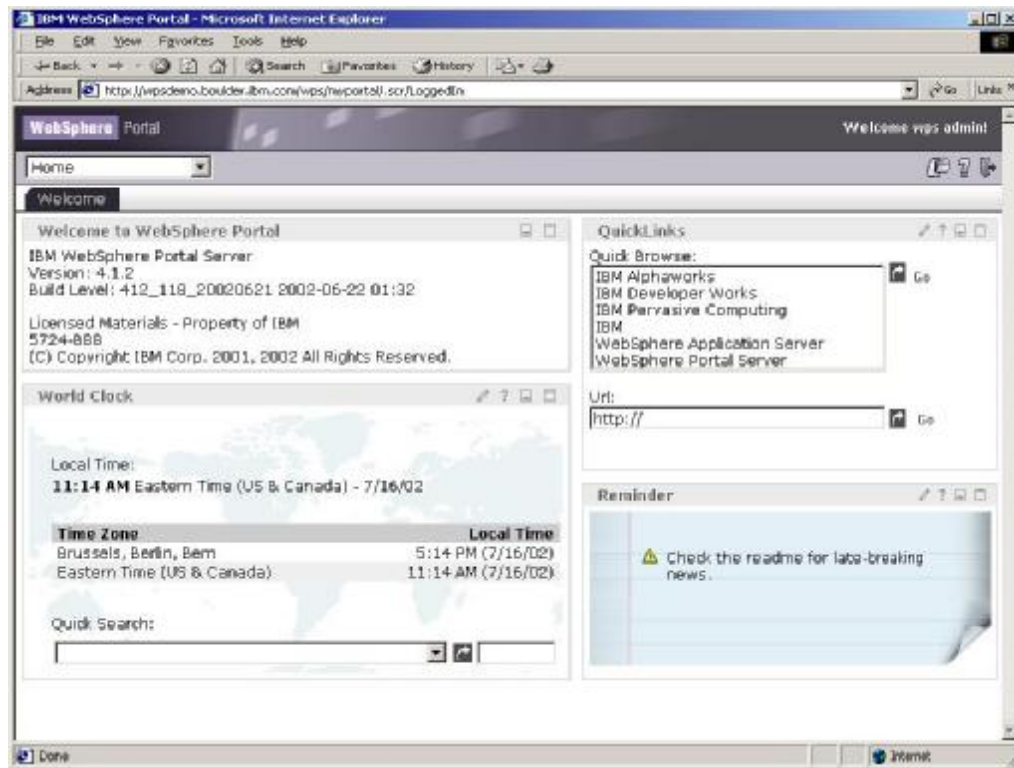 IBM WebSphere Portal - Microsoft Internet Explorer
File Edit View Favorites Tools Help
Back Search Favorites History
Address http://wpsdemo.boulder.ibm.com/wps/myportal/.scr/LoggedIn Go Links
WebSphere Portal
Welcome wps admin!
Home
Welcome
Welcome to WebSphere Portal
IBM WebSphere Portal Server
Version: 4.1.2
Build Level: 412_118_20020621 2002-06-22 01:32
Licensed Materials - Property of IBM
5724-B88
(C) Copyright IBM Corp. 2001, 2002 All Rights Reserved.
World Clock
Local Time:
11:14 AM Eastern Time (US & Canada) - 7/16/02
Time Zone Local Time
Brussels, Berlin, Bern 5:14 PM (7/16/02)
Eastern Time (US & Canada) 11:14 AM (7/16/02)
Quick Search:
QuickLinks
Quick Browse:
IBM Alphaworks
IBM Developer Works
IBM Pervasive Computing
IBM
WebSphere Application Server
WebSphere Portal Server
Go
Url:
http://
Go
Reminder
Check the readme for late-breaking
news.
Done
Internet